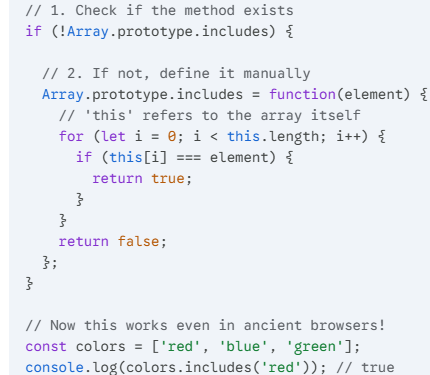 // 1. Check if the method exists
if (!Array.prototype.includes) {
// 2. If not, define it manually
Array.prototype.includes = function(element) {
// 'this' refers to the array itself
for (let i = 0; i < this.length; i++) {
if (this[i] === element) {
return true;
}
}
return false;
};
}
// Now this works even in ancient browsers!
const colors = ['red', 'blue', 'green'];
console.log(colors.includes('red')); // true